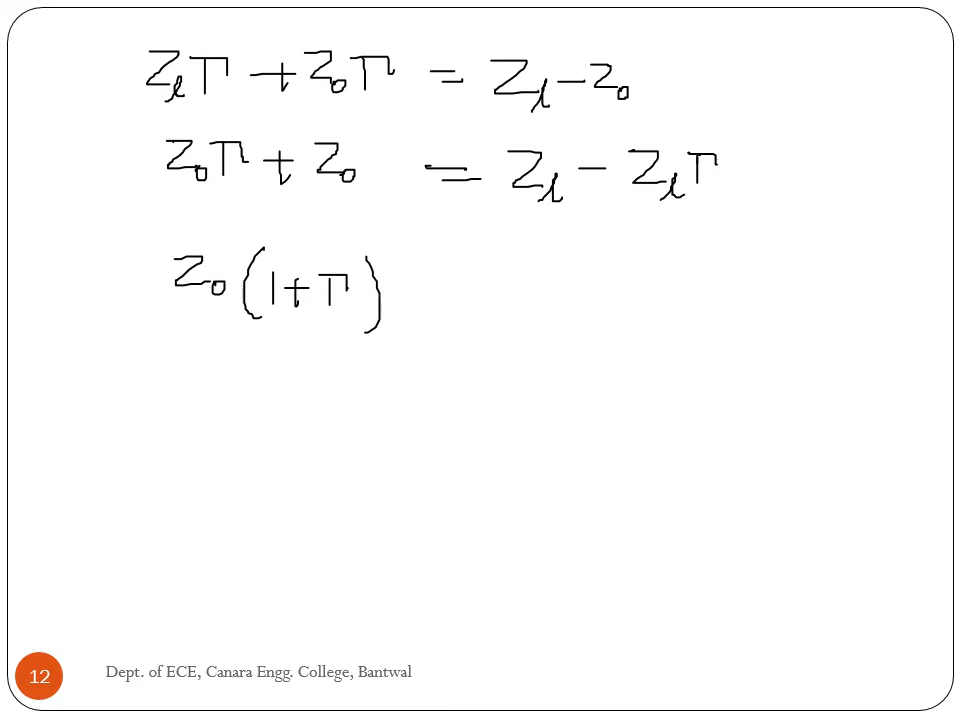 Zₗ Γ + Z₀ Γ = Zₗ − Z₀
Z₀ Γ + Z₀ = Zₗ − Zₗ Γ
Z₀ (1 + Γ)
12
Dept. of ECE, Canara Engg. College, Bantwal